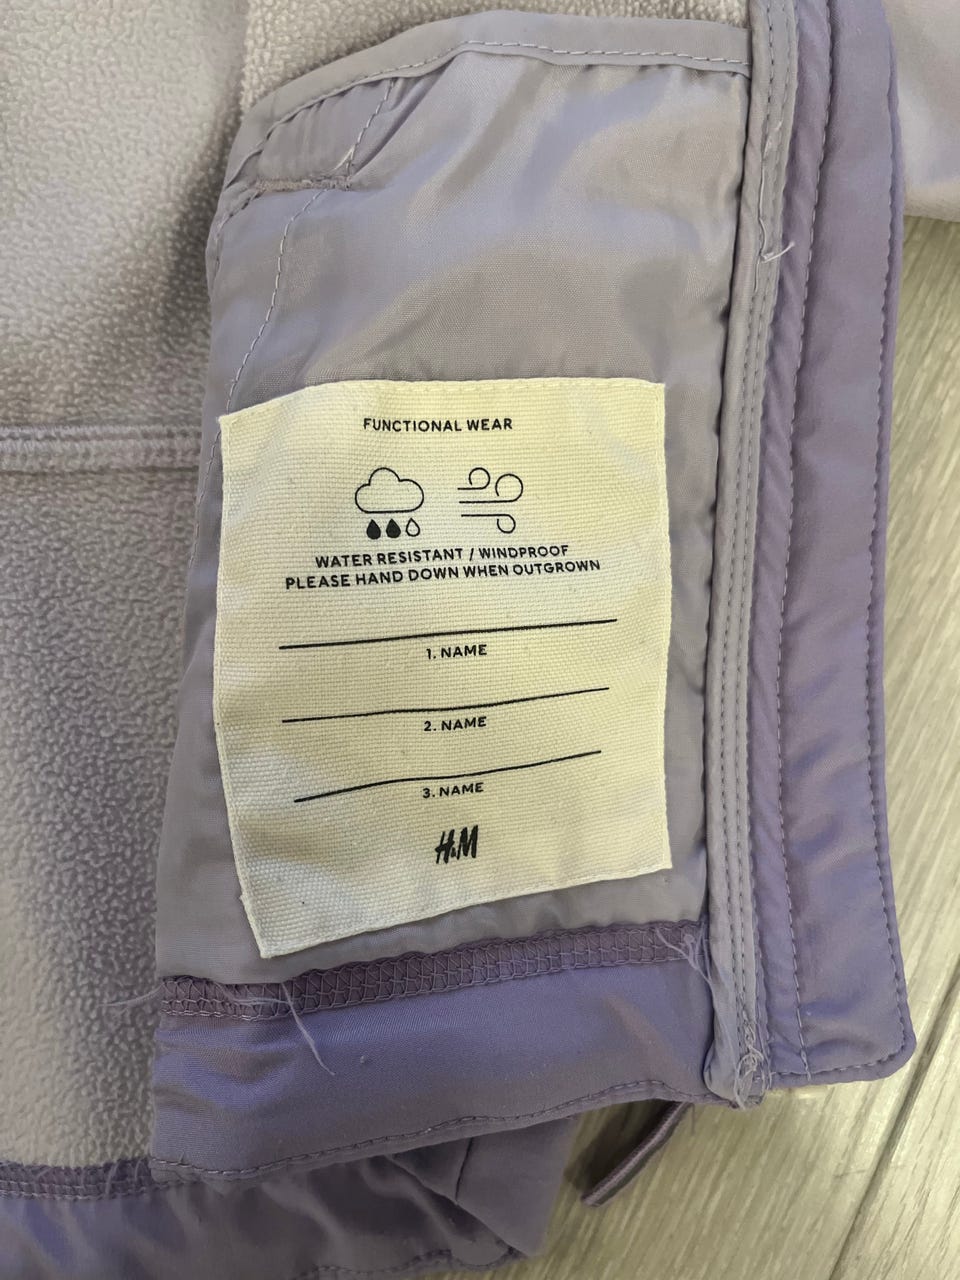 FUNCTIONAL WEAR
WATER RESISTANT / WINDPROOF
PLEASE HAND DOWN WHEN OUTGROWN
1. NAME
2. NAME
3. NAME
H&M